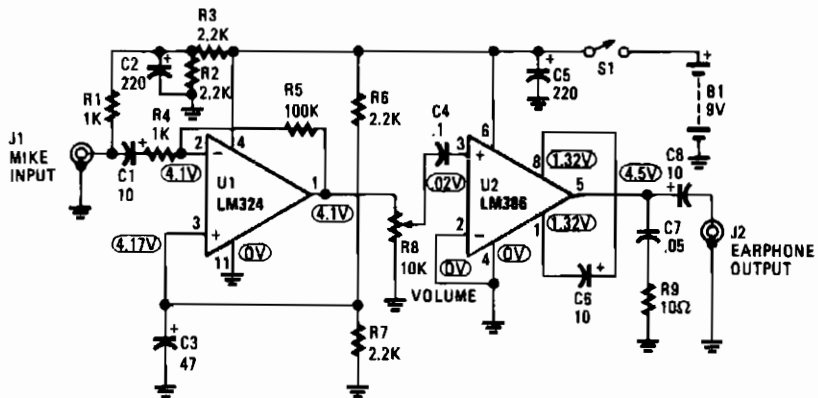 R3
2.2K
C2
220
R2
2.2K
R1
1K
R4
1K
R5
100K
R6
2.2K
C4
.1
C5
220
S1
B1
9V
J1
MIKE
INPUT
C1
10
2
4
4.1V
U1
LM324
1
4.1V
3
4.17V
11
0V
C3
47
R8
10K
VOLUME
R7
2.2K
3
.02V
6
U2
LM386
8
1.32V
5
4.5V
1
1.32V
2
0V
4
0V
C6
10
C8
10
C7
.05
R9
10Ω
J2
EARPHONE
OUTPUT